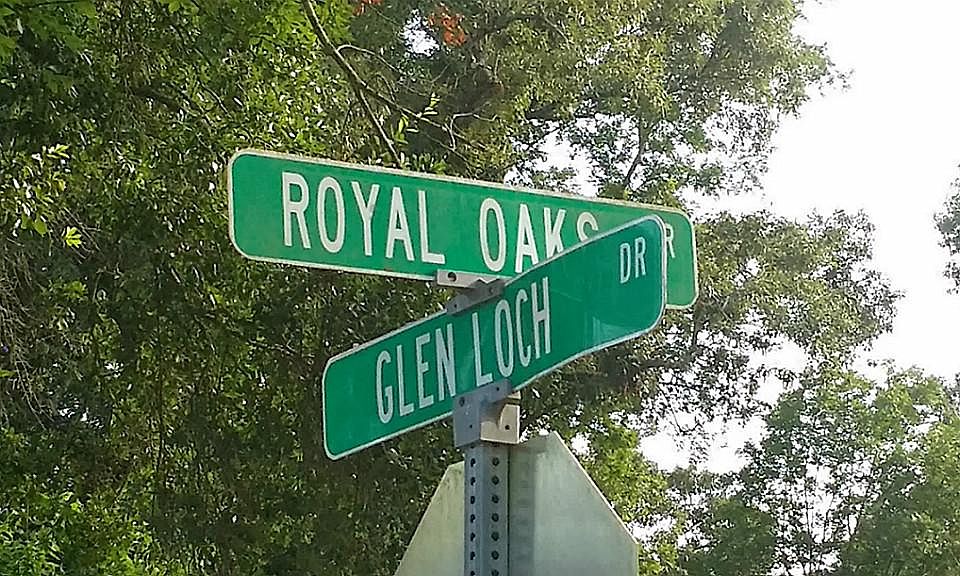 ROYAL OAKS
GLEN LOCH DR